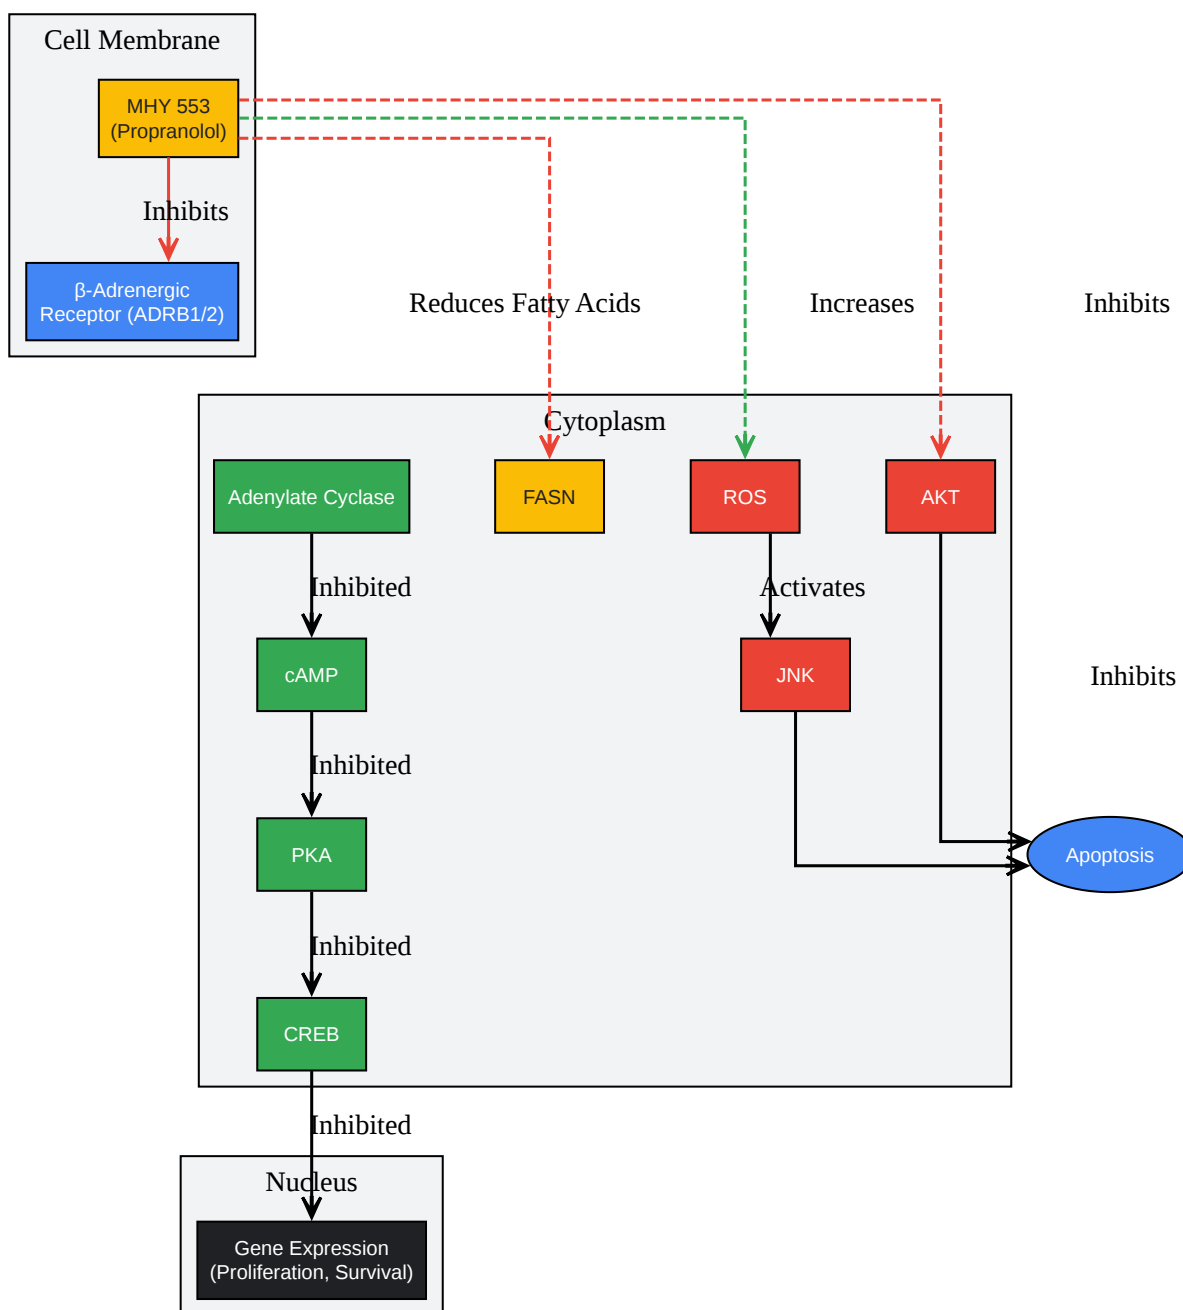 Cell Membrane
MHY 553
(Propranolol)
Inhibits
β-Adrenergic
Receptor (ADRB1/2)
Reduces Fatty Acids
Increases
Inhibits
Cytoplasm
Adenylate Cyclase
FASN
ROS
AKT
Inhibited
Activates
cAMP
JNK
Inhibits
Inhibited
PKA
Apoptosis
Inhibited
CREB
Inhibited
Nucleus
Gene Expression
(Proliferation, Survival)